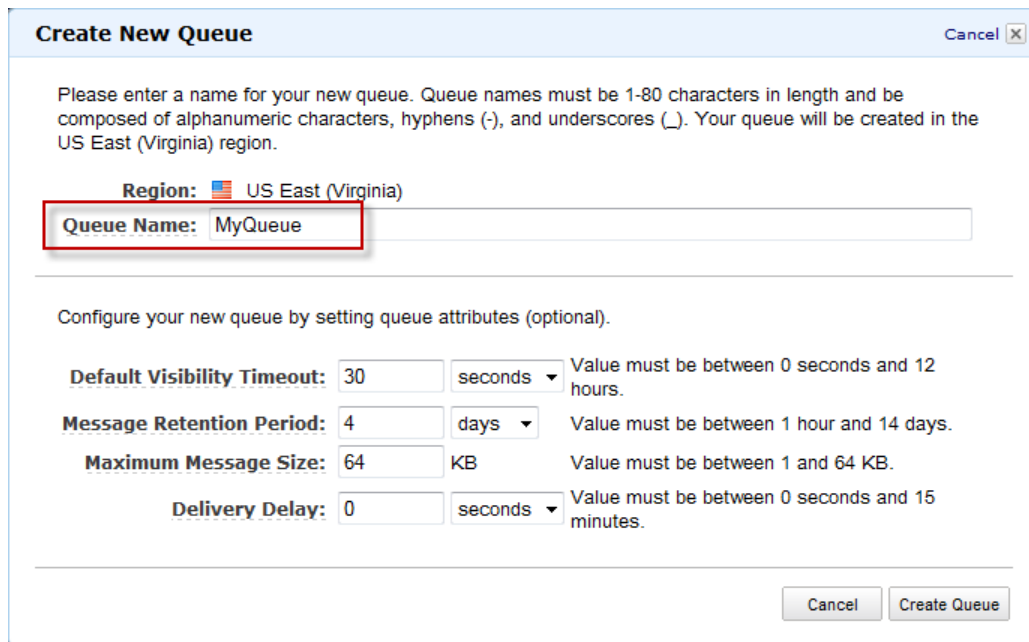 Create New Queue
Cancel
Please enter a name for your new queue. Queue names must be 1-80 characters in length and be
composed of alphanumeric characters, hyphens (-), and underscores (_). Your queue will be created in the
US East (Virginia) region.
Region: US East (Virginia)
Queue Name: MyQueue
Configure your new queue by setting queue attributes (optional).
Default Visibility Timeout: 30 seconds Value must be between 0 seconds and 12
hours.
Message Retention Period: 4 days Value must be between 1 hour and 14 days.
Maximum Message Size: 64 KB Value must be between 1 and 64 KB.
Delivery Delay: 0 seconds Value must be between 0 seconds and 15
minutes.
Cancel Create Queue